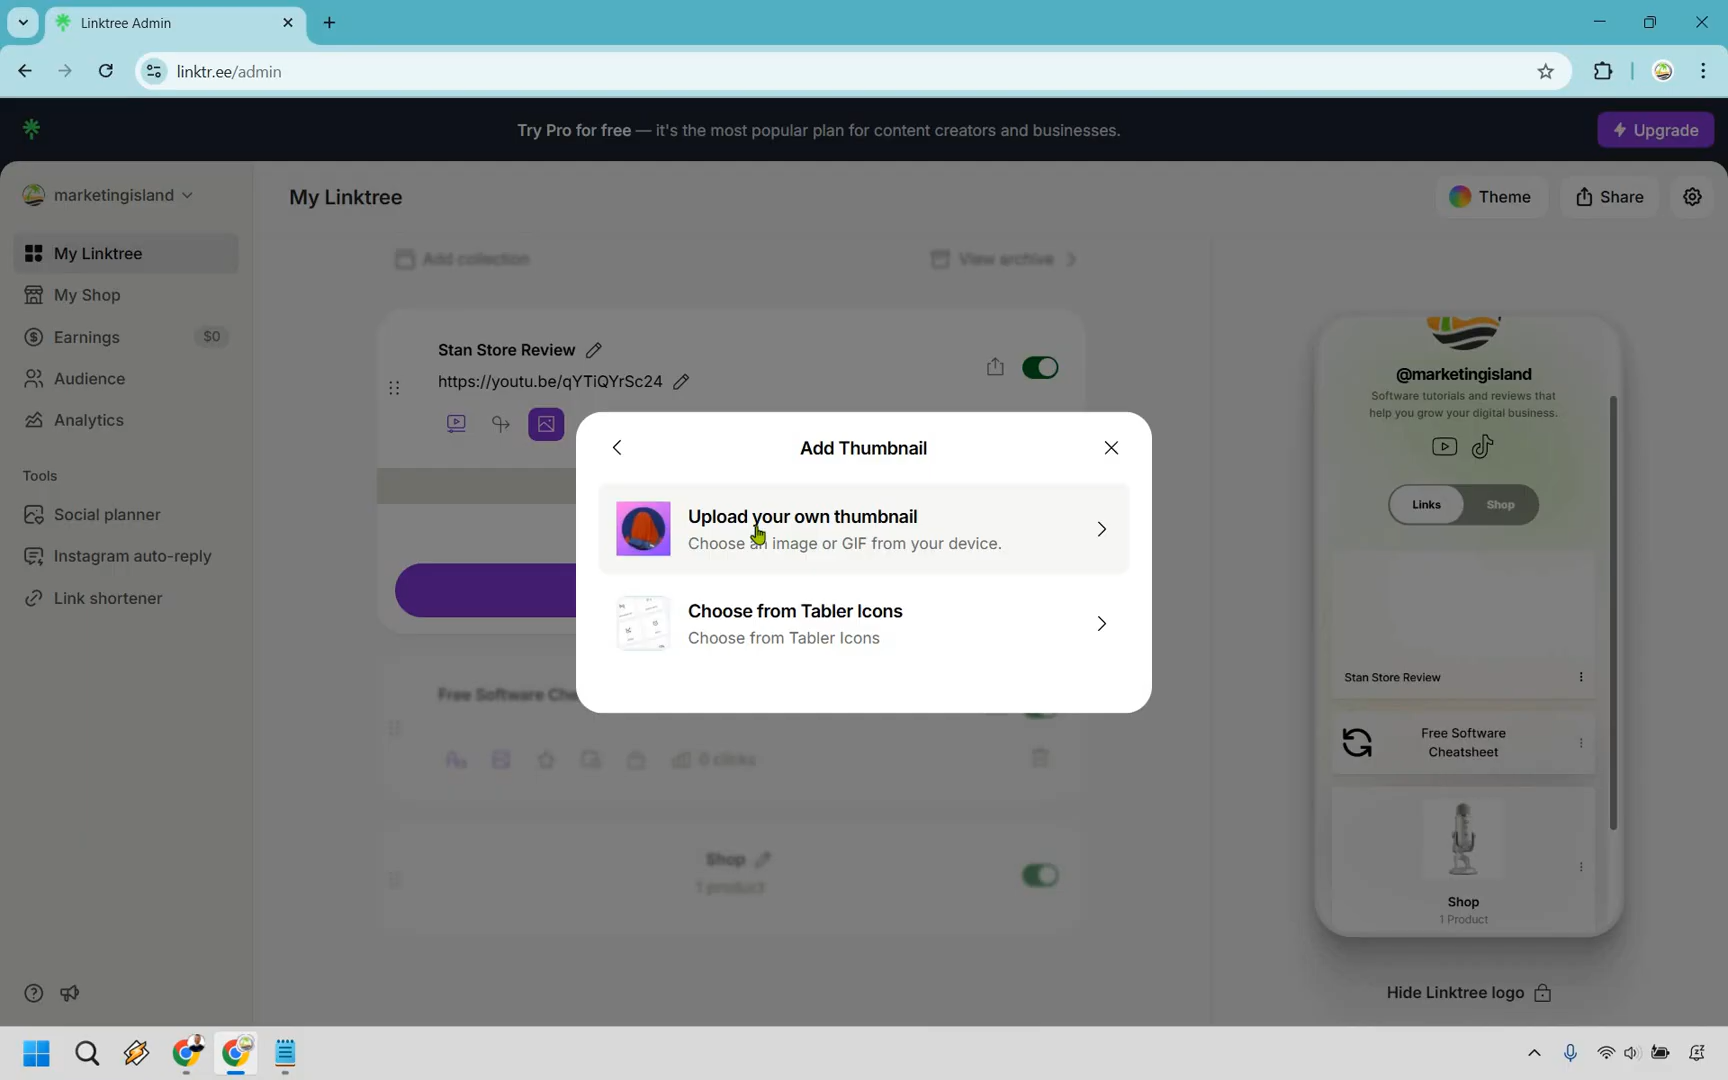 Linktree Admin
linktr.ee/admin
Try Pro for free — it's the most popular plan for content creators and businesses.
Upgrade
marketingisland
My Linktree
Theme
Share
My Linktree
My Shop
Earnings
$0
Audience
Analytics
Tools
Social planner
Instagram auto-reply
Link shortener
Add collection
View archive
Stan Store Review
https://youtu.be/qYTiQYrSc24
Add Thumbnail
Upload your own thumbnail
Choose an image or GIF from your device.
Choose from Tabler Icons
Choose from Tabler Icons
Free Software Che
0 clicks
Shop
1 product
@marketingisland
Software tutorials and reviews that
help you grow your digital business.
Links
Shop
Stan Store Review
Free Software
Cheatsheet
Shop
1 Product
Hide Linktree logo